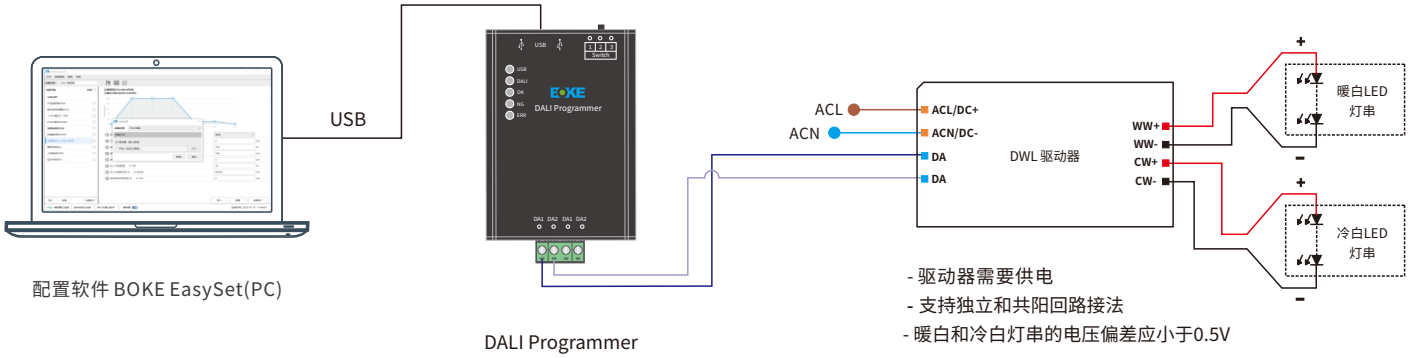 USB
配置软件 BOKE EasySet(PC)
USB
1 2 3
Switch
USB
DALI
OK
NG
ERR
DALI Programmer
DA1 DA2 DA1 DA2
DALI Programmer
ACL
ACN
ACL/DC+
ACN/DC-
DA
DA
DWL 驱动器
WW+
WW-
CW+
CW-
+
暖白LED
灯串
-
+
冷白LED
灯串
-
- 驱动器需要供电
- 支持独立和共阳回路接法
- 暖白和冷白灯串的电压偏差应小于0.5V